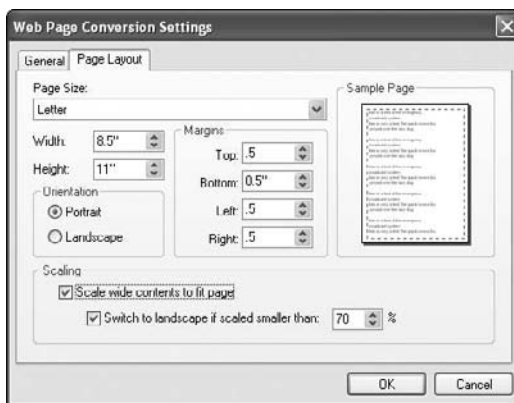 Web Page Conversion Settings
General Page Layout
Page Size:
Letter
Width: 8.5"
Height: 11"
Orientation
Portrait
Landscape
Margins
Top: .5
Bottom: 0.5"
Left: .5
Right: .5
Sample Page
Scaling
Scale wide contents to fit page
Switch to landscape if scaled smaller than: 70 %
OK Cancel